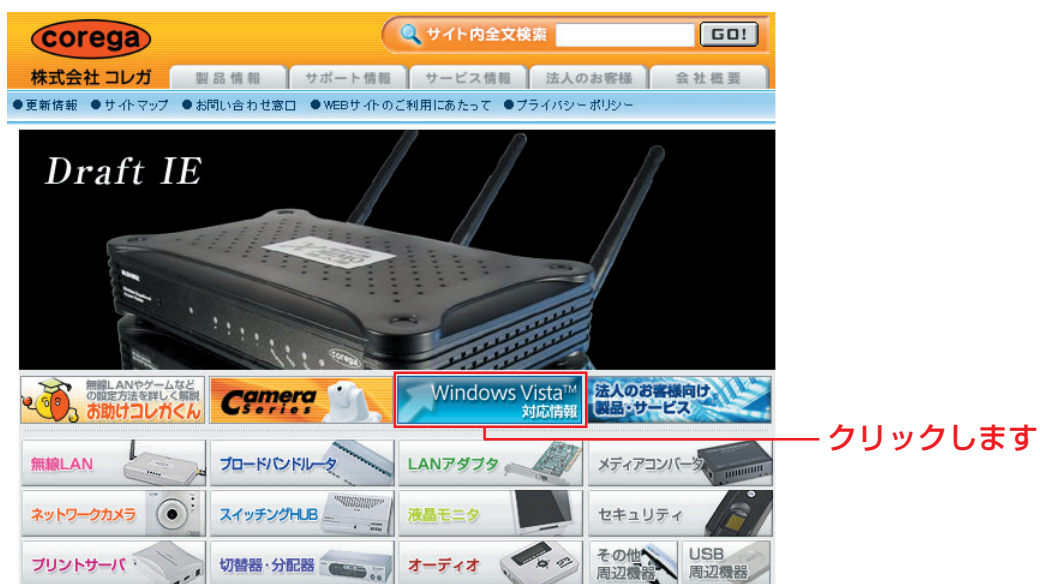 corega
サイト内全文検索
GO!
株式会社 コレガ
製品情報
サポート情報
サービス情報
法人のお客様
会社概要
●更新情報 ●サイトマップ ●お問い合わせ窓口 ●WEBサイトのご利用にあたって ●プライバシーポリシー
Draft IE
corega
無線LANやゲームなど
の設定方法を詳しく解説
お助けコレガくん
Camera
Series
Windows Vista™
対応情報
法人のお客様向け
製品・サービス
クリックします
無線LAN
ブロードバンドルータ
LANアダプタ
メディアコンバータ
ネットワークカメラ
スイッチングHUB
液晶モニタ
セキュリティ
プリントサーバ
切替器・分配器
オーディオ
その他
周辺機器
USB
周辺機器